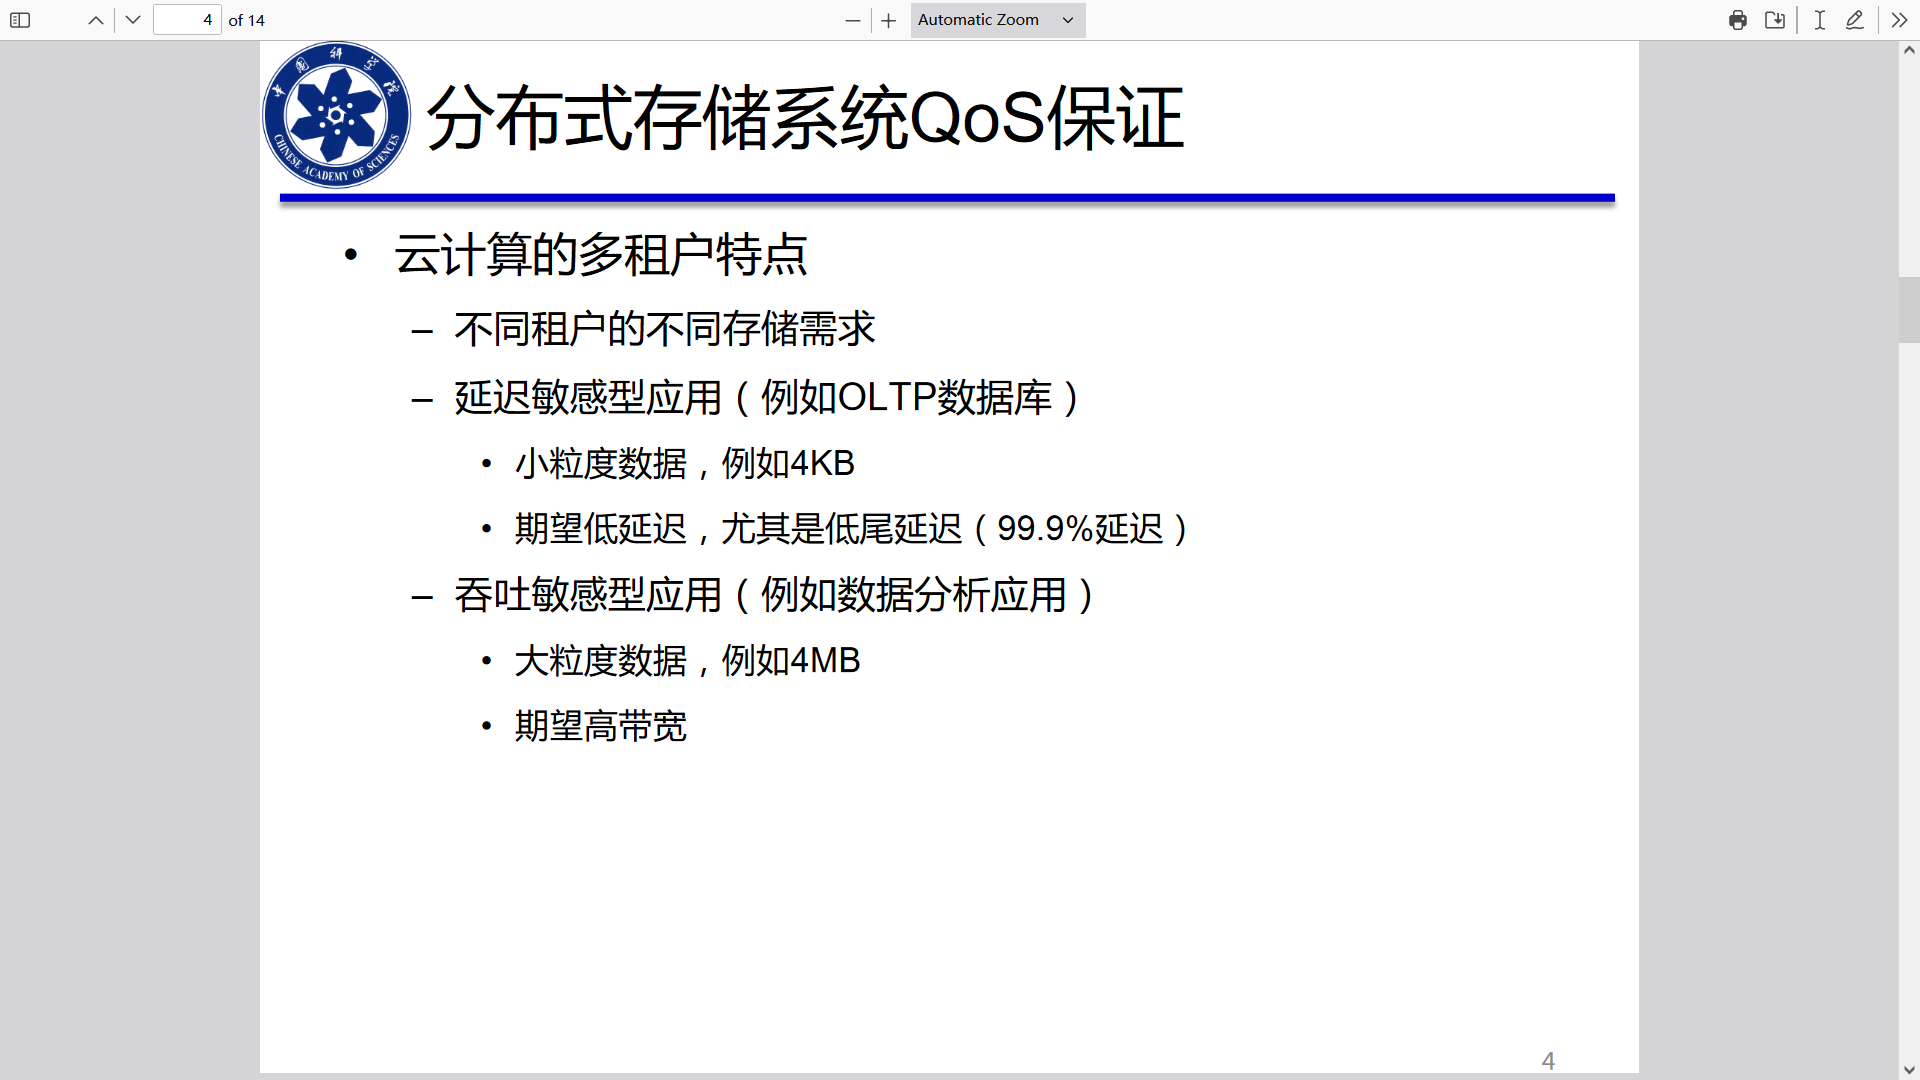 4 of 14
Automatic Zoom
中国科学院
CHINESE ACADEMY OF SCIENCES
分布式存储系统QoS保证
• 云计算的多租户特点
– 不同租户的不同存储需求
– 延迟敏感型应用（例如OLTP数据库）
• 小粒度数据，例如4KB
• 期望低延迟，尤其是低尾延迟（99.9%延迟）
– 吞吐敏感型应用（例如数据分析应用）
• 大粒度数据，例如4MB
• 期望高带宽
4